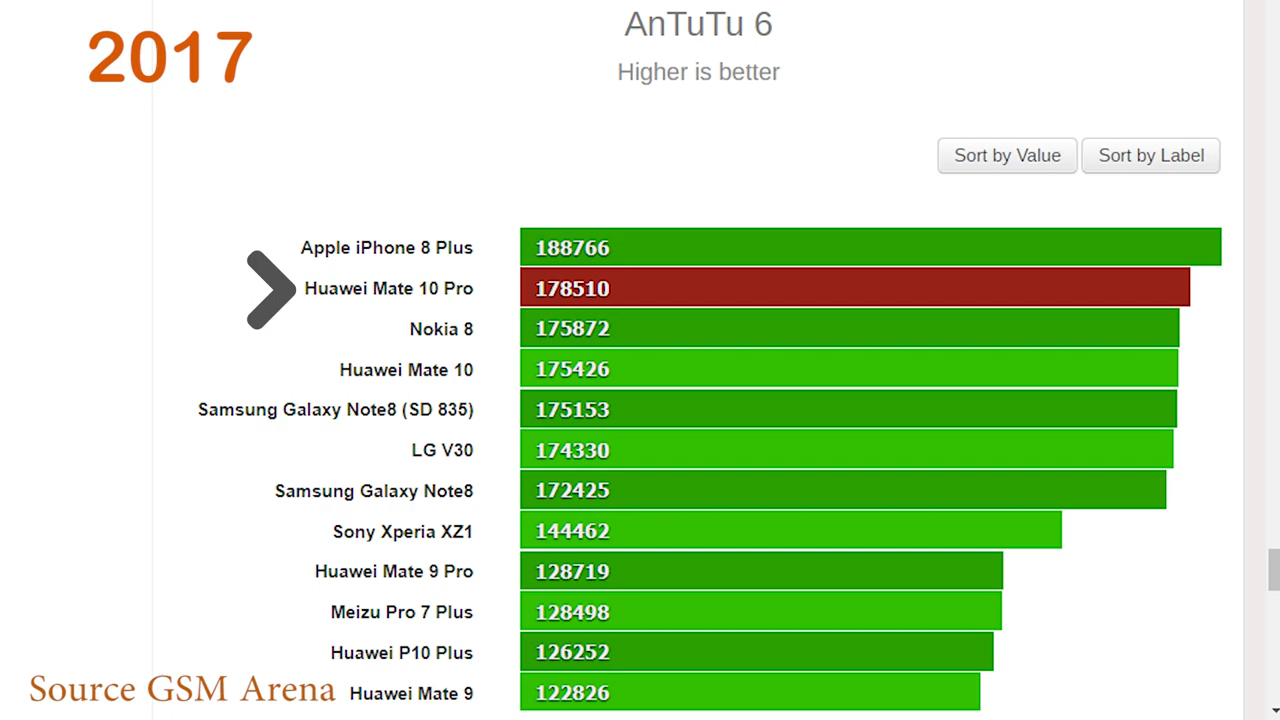 2017
AnTuTu 6
Higher is better
Sort by Value Sort by Label
Apple iPhone 8 Plus 188766
Huawei Mate 10 Pro 178510
Nokia 8 175872
Huawei Mate 10 175426
Samsung Galaxy Note8 (SD 835) 175153
LG V30 174330
Samsung Galaxy Note8 172425
Sony Xperia XZ1 144462
Huawei Mate 9 Pro 128719
Meizu Pro 7 Plus 128498
Huawei P10 Plus 126252
Huawei Mate 9 122826
Source GSM Arena